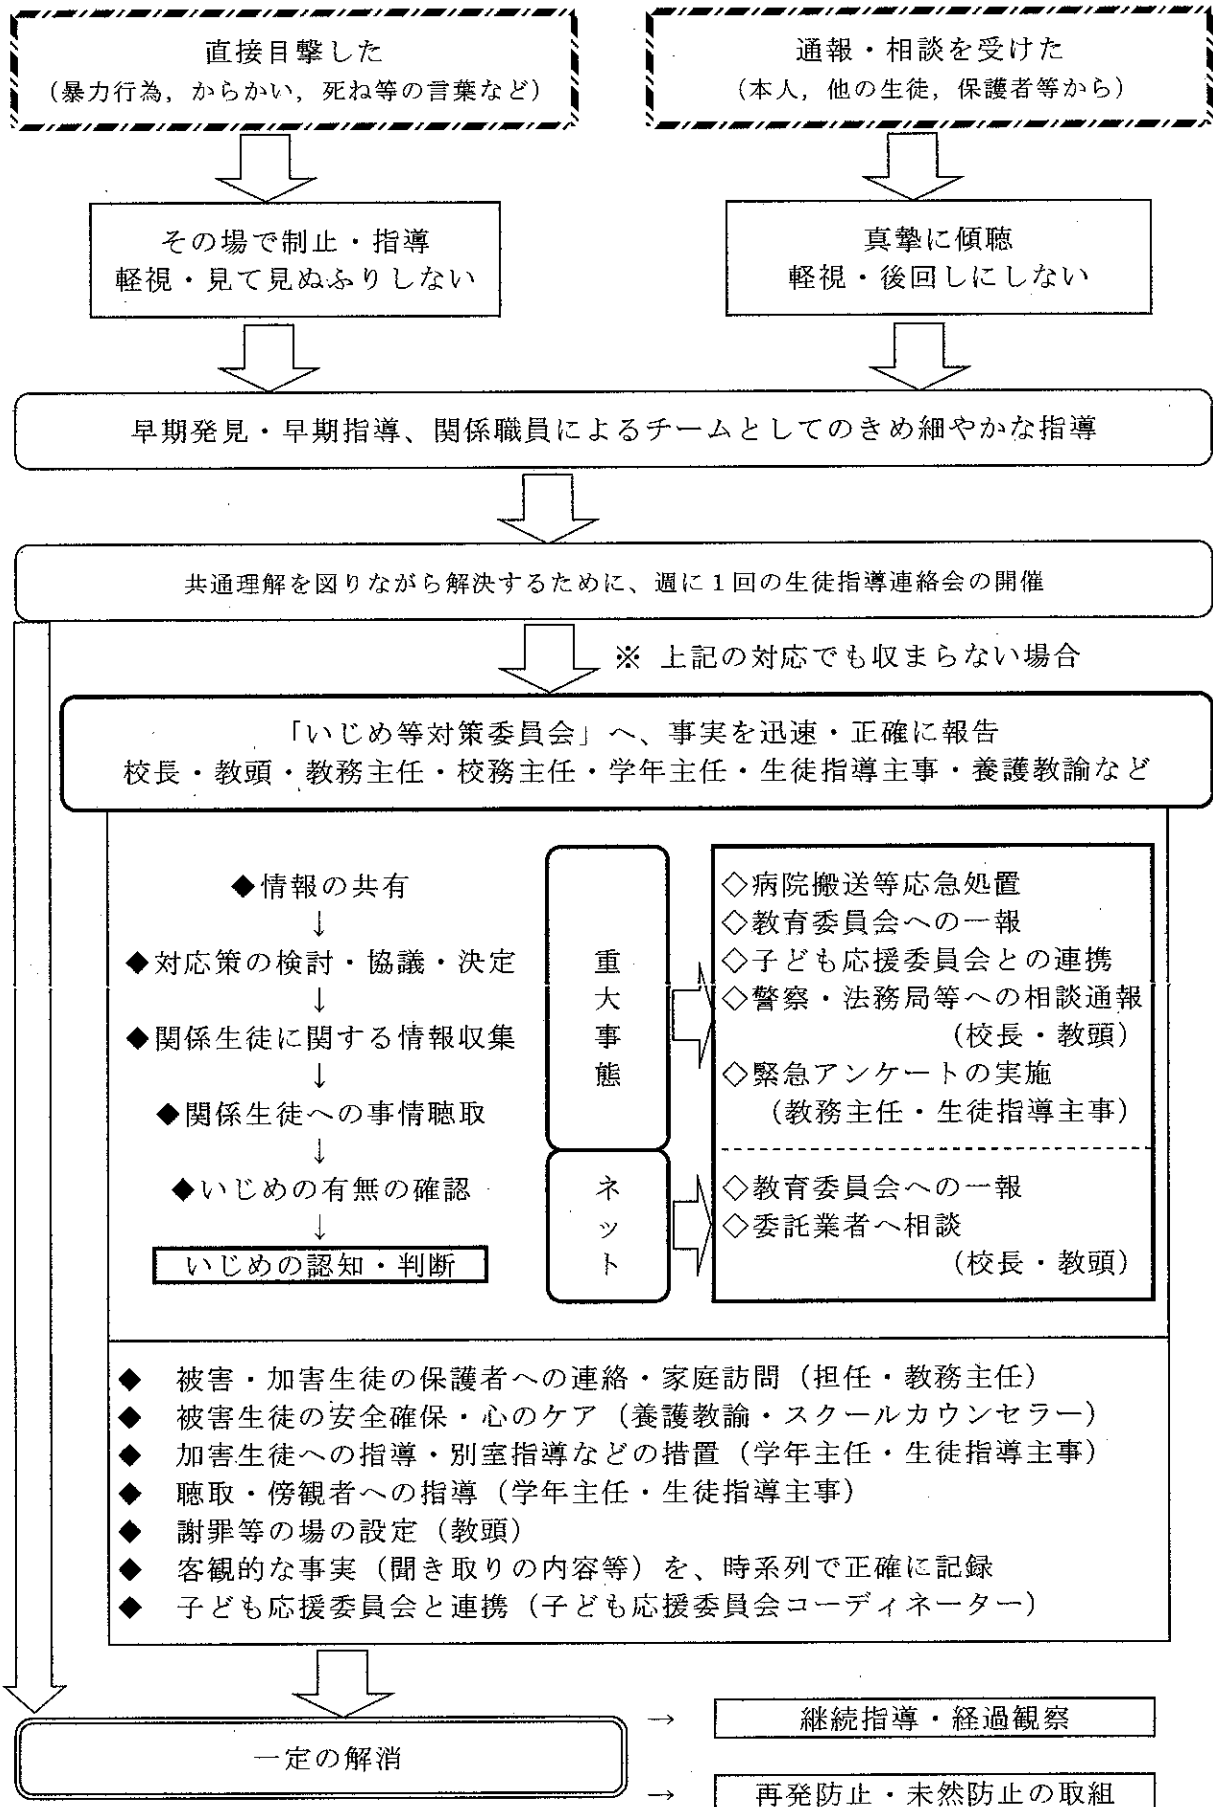 直接目撃した
（暴力行為，からかい，死ね等の言葉など）
通報・相談を受けた
（本人，他の生徒，保護者等から）
その場で制止・指導
軽視・見て見ぬふりしない
真摯に傾聴
軽視・後回しにしない
早期発見・早期指導、関係職員によるチームとしてのきめ細やかな指導
共通理解を図りながら解決するために、週に１回の生徒指導連絡会の開催
※ 上記の対応でも収まらない場合
「いじめ等対策委員会」へ、事実を迅速・正確に報告
校長・教頭・教務主任・校務主任・学年主任・生徒指導主事・養護教諭など
◆情報の共有
↓
◆対応策の検討・協議・決定
↓
◆関係生徒に関する情報収集
↓
◆関係生徒への事情聴取
↓
◆いじめの有無の確認
↓
いじめの認知・判断
重大事態
◇病院搬送等応急処置
◇教育委員会への一報
◇子ども応援委員会との連携
◇警察・法務局等への相談通報
（校長・教頭）
◇緊急アンケートの実施
（教務主任・生徒指導主事）
ネット
◇教育委員会への一報
◇委託業者へ相談
（校長・教頭）
◆ 被害・加害生徒の保護者への連絡・家庭訪問（担任・教務主任）
◆ 被害生徒の安全確保・心のケア（養護教諭・スクールカウンセラー）
◆ 加害生徒への指導・別室指導などの措置（学年主任・生徒指導主事）
◆ 聴取・傍観者への指導（学年主任・生徒指導主事）
◆ 謝罪等の場の設定（教頭）
◆ 客観的な事実（聞き取りの内容等）を、時系列で正確に記録
◆ 子ども応援委員会と連携（子ども応援委員会コーディネーター）
一定の解消
→ 継続指導・経過観察
→ 再発防止・未然防止の取組